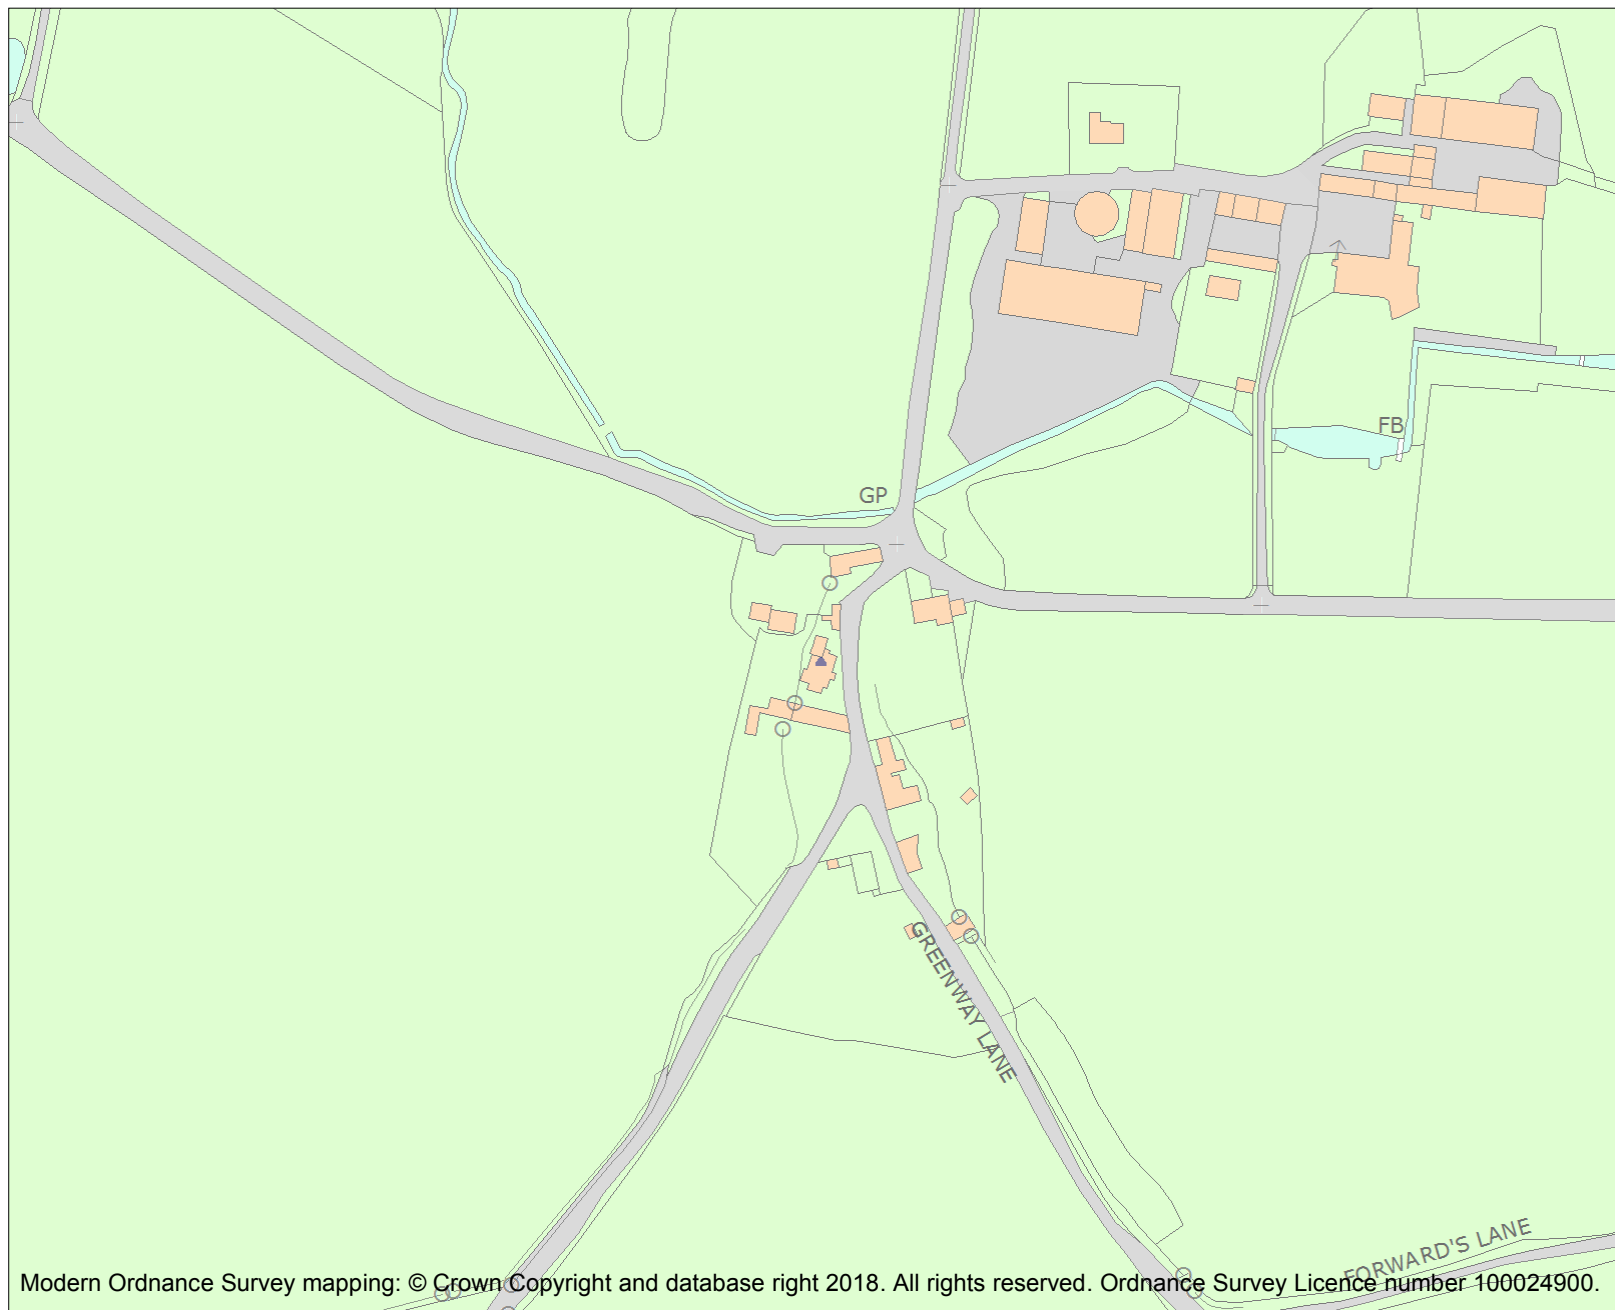 FB
GP
GREENWAY LANE
FORWARD'S LANE
Modern Ordnance Survey mapping: © Crown Copyright and database right 2018. All rights reserved. Ordnance Survey Licence number 100024900.